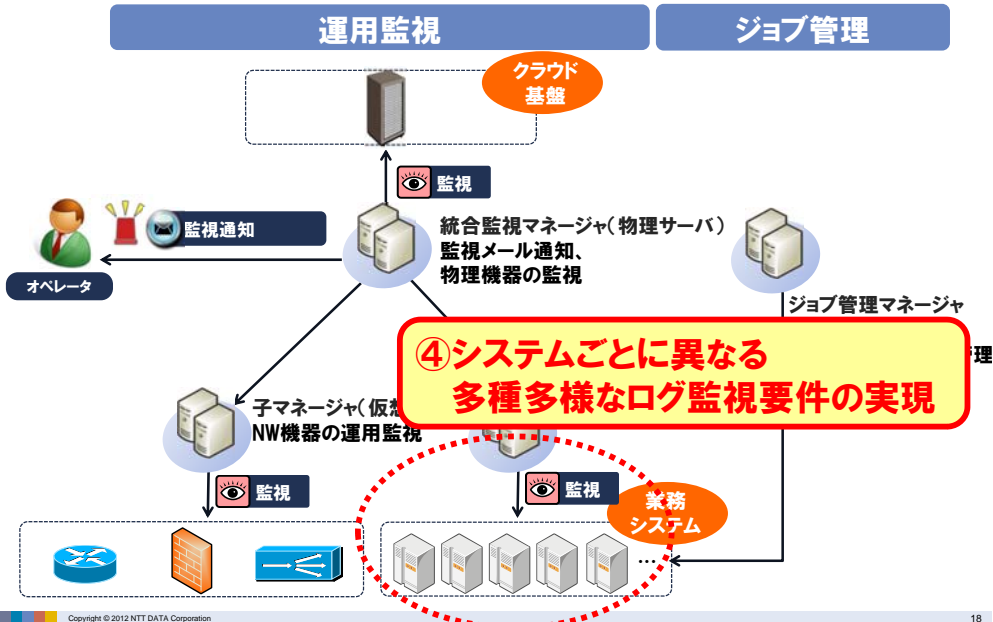 運用監視
ジョブ管理
クラウド
基盤
監視
監視通知
オペレータ
統合監視マネージャ(物理サーバ)
監視メール通知、
物理機器の監視
ジョブ管理マネージャ
理
④システムごとに異なる
多種多様なログ監視要件の実現
子マネージャ(仮想
NW機器の運用監視
監視
監視
業務
システム
…
Copyright © 2012 NTT DATA Corporation
18